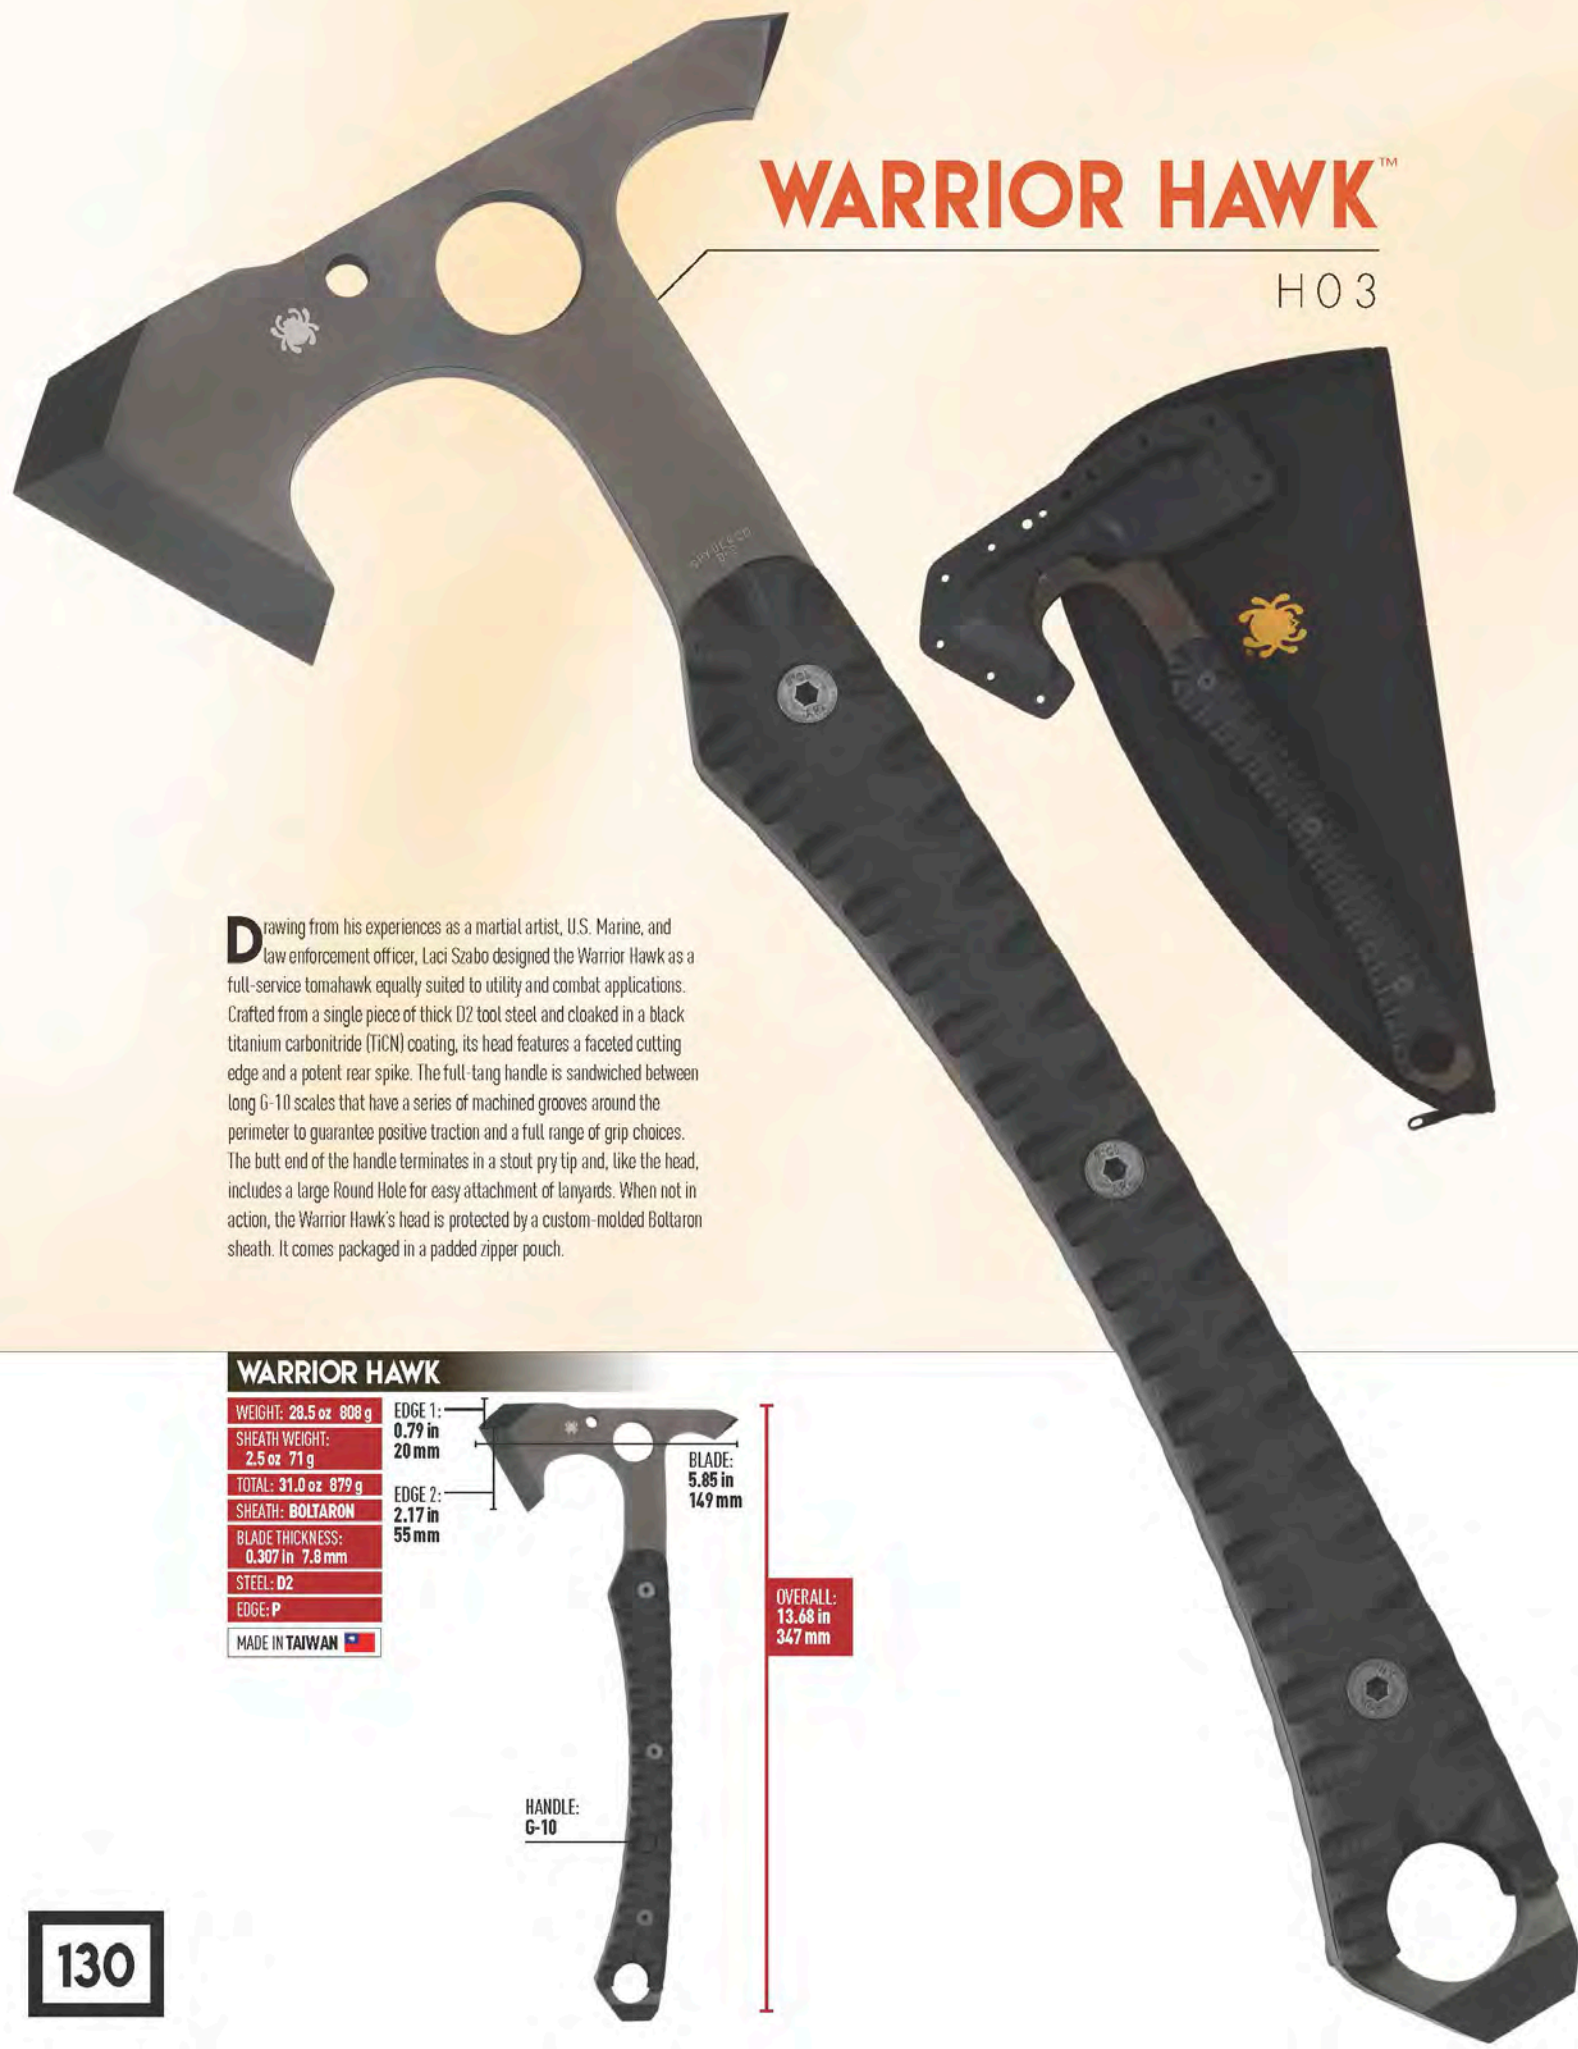 WARRIOR HAWK™
H03
SPYDERCO
D2
Drawing from his experiences as a martial artist, U.S. Marine, and
law enforcement officer, Laci Szabo designed the Warrior Hawk as a
full-service tomahawk equally suited to utility and combat applications.
Crafted from a single piece of thick D2 tool steel and cloaked in a black
titanium carbonitride (TiCN) coating, its head features a faceted cutting
edge and a potent rear spike. The full-tang handle is sandwiched between
long G-10 scales that have a series of machined grooves around the
perimeter to guarantee positive traction and a full range of grip choices.
The butt end of the handle terminates in a stout pry tip and, like the head,
includes a large Round Hole for easy attachment of lanyards. When not in
action, the Warrior Hawk's head is protected by a custom-molded Boltaron
sheath. It comes packaged in a padded zipper pouch.
WARRIOR HAWK
WEIGHT: 28.5 oz 808 g
SHEATH WEIGHT:
2.5 oz 71 g
TOTAL: 31.0 oz 879 g
SHEATH: BOLTARON
BLADE THICKNESS:
0.307 in 7.8 mm
STEEL: D2
EDGE: P
MADE IN TAIWAN
EDGE 1:
0.79 in
20 mm
EDGE 2:
2.17 in
55 mm
BLADE:
5.85 in
149 mm
OVERALL:
13.68 in
347 mm
HANDLE:
G-10
130